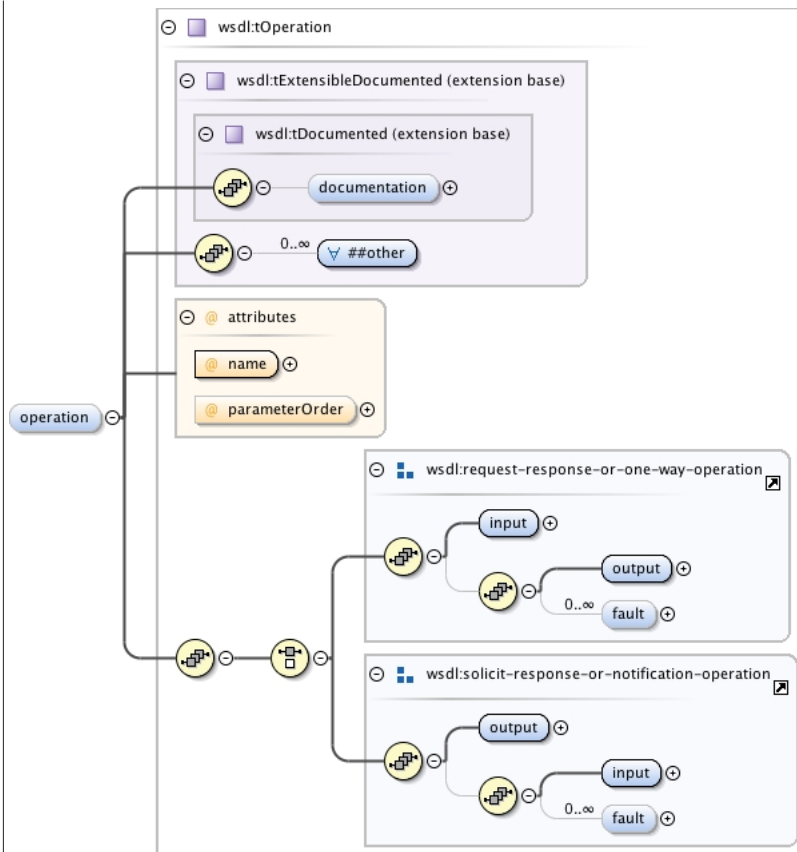 wsdl:tOperation
wsdl:tExtensibleDocumented (extension base)
wsdl:tDocumented (extension base)
documentation
0..∞
∀ ##other
@ attributes
@ name
@ parameterOrder
operation
wsdl:request-response-or-one-way-operation
input
output
0..∞
fault
wsdl:solicit-response-or-notification-operation
output
input
0..∞
fault